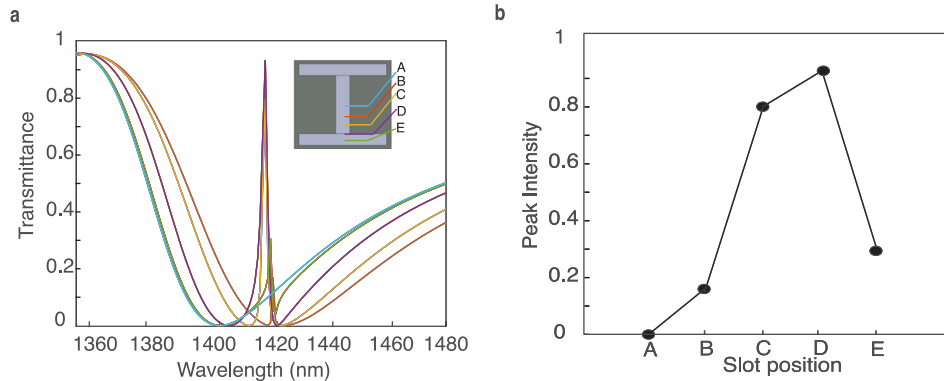 a
1
0.8
0.6
0.4
0.2
0
Transmittance
A
B
C
D
E
1360 1380 1400 1420 1440 1460 1480
Wavelength (nm)
b
1
0.8
0.6
0.4
0.2
0
Peak Intensity
A B C D E
Slot position